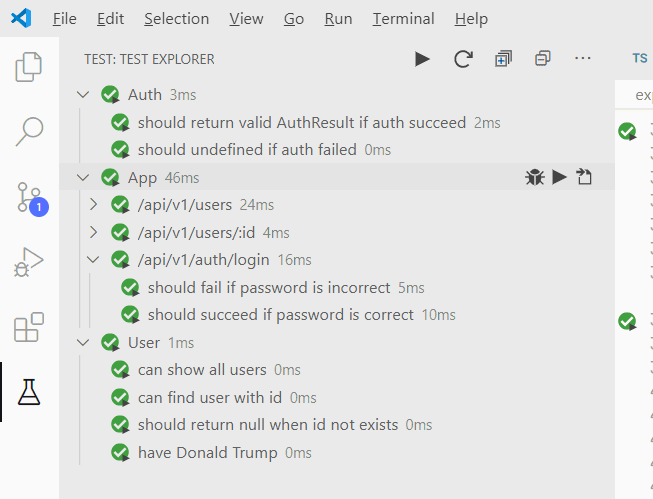 File Edit Selection View Go Run Terminal Help
TEST: TEST EXPLORER
TS
Auth 3ms
exp
should return valid AuthResult if auth succeed 2ms
should undefined if auth failed 0ms
App 46ms
/api/v1/users 24ms
/api/v1/users/:id 4ms
/api/v1/auth/login 16ms
should fail if password is incorrect 5ms
should succeed if password is correct 10ms
User 1ms
can show all users 0ms
can find user with id 0ms
should return null when id not exists 0ms
have Donald Trump 0ms
1